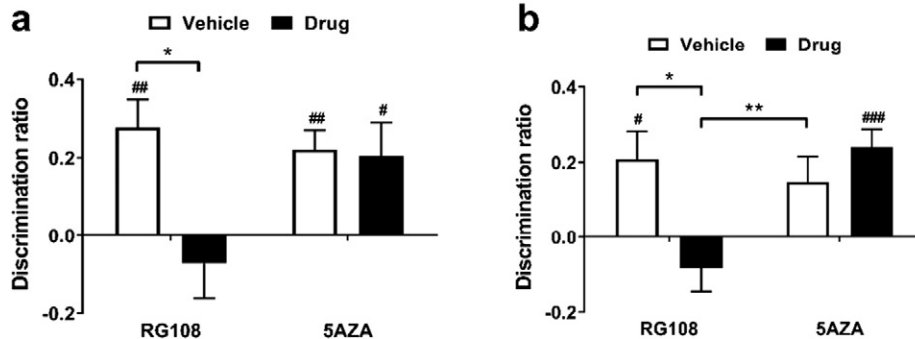 a
Vehicle Drug
*
##
##
#
0.4
0.2
0.0
-0.2
Discrimination ratio
RG108 5AZA
b
Vehicle Drug
*
**
#
###
0.4
0.2
0.0
-0.2
Discrimination ratio
RG108 5AZA